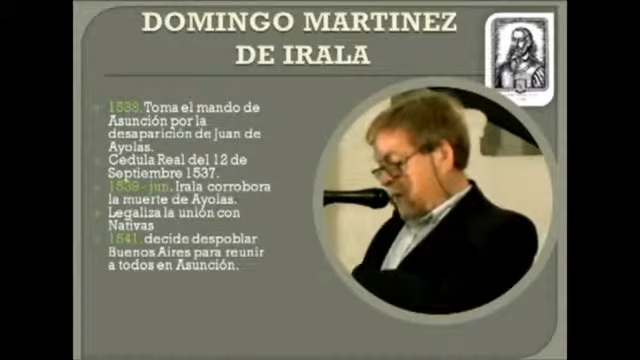 DOMINGO MARTINEZ
DE IRALA
1538. Toma el mando de
Asunción por la
desaparición de Juan de
Ayolas.
Cédula Real del 12 de
Septiembre 1537.
1539- jun. Irala corrobora
la muerte de Ayolas.
Legaliza la unión con
Nativas
1541. decide despoblar
Buenos Aires para reunir
a todos en Asunción.